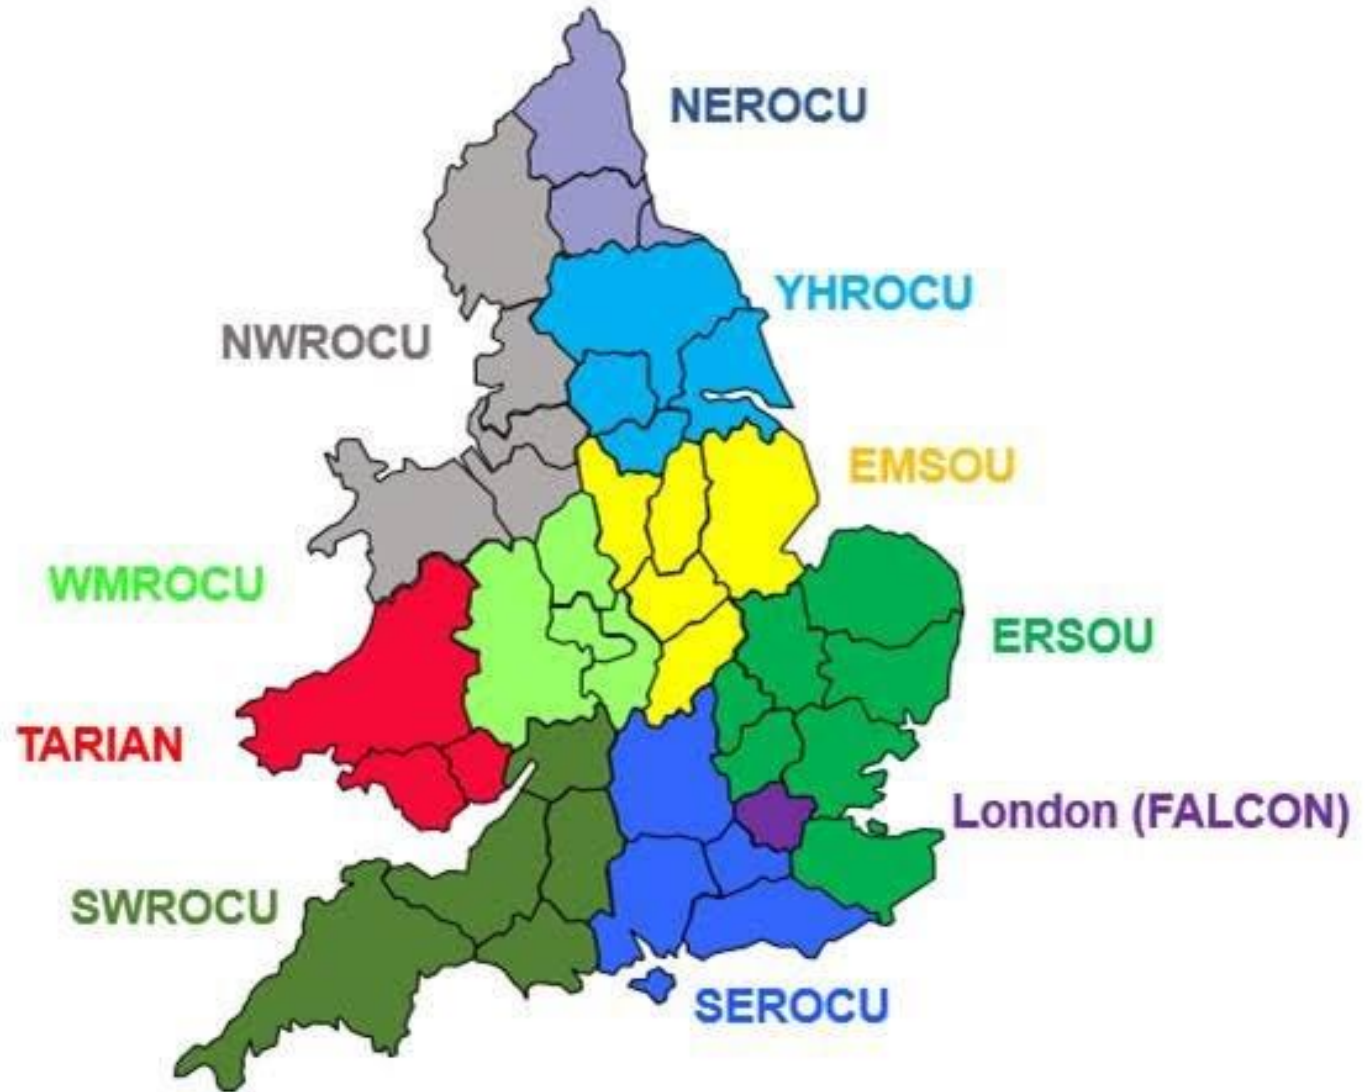 NEROCU
YHROCU
NWROCU
EMSOU
WMROCU
ERSOU
TARIAN
London (FALCON)
SWROCU
SEROCU